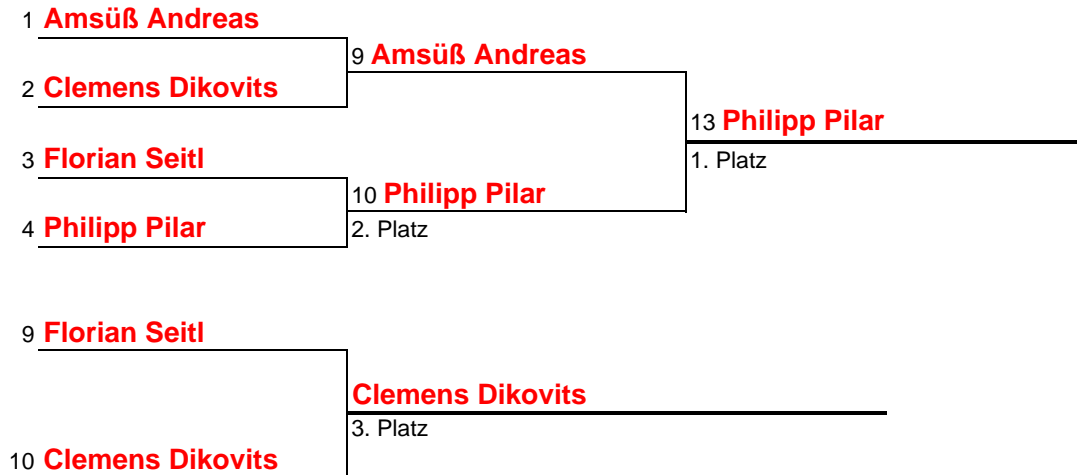 1 Amsüß Andreas
9 Amsüß Andreas
2 Clemens Dikovits
13 Philipp Pilar
3 Florian Seitl
1. Platz
10 Philipp Pilar
4 Philipp Pilar
2. Platz
9 Florian Seitl
Clemens Dikovits
3. Platz
10 Clemens Dikovits